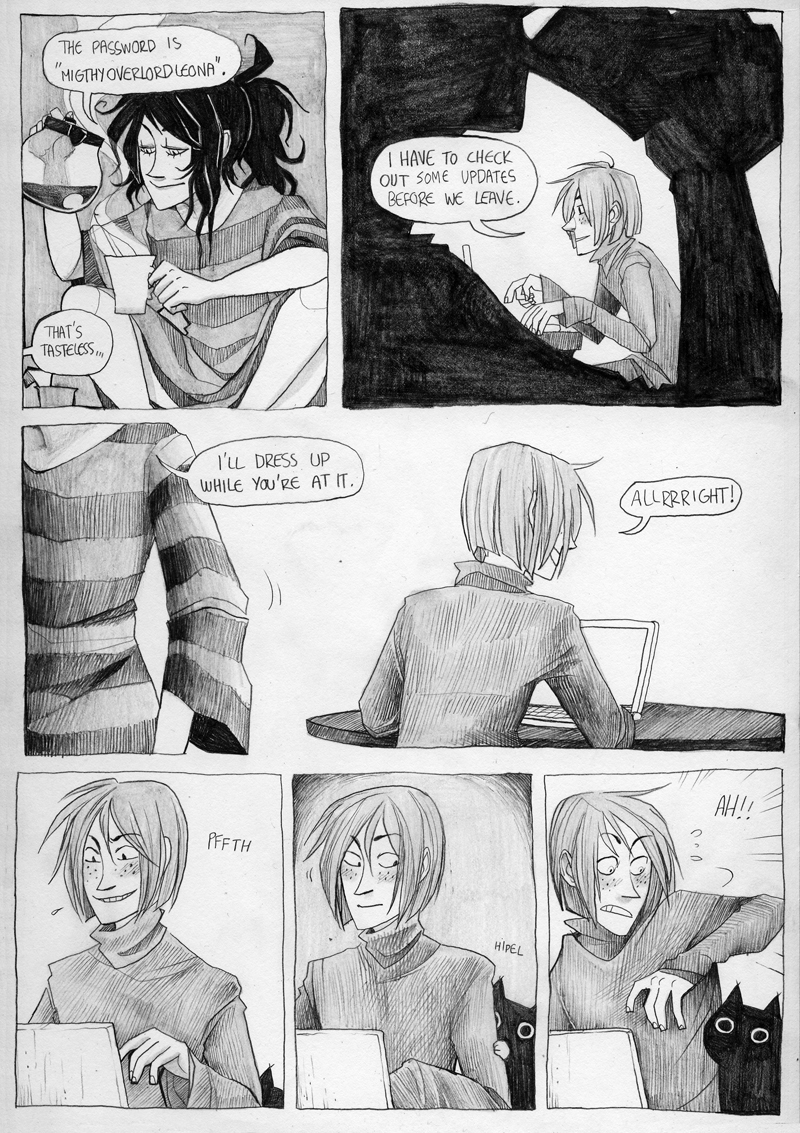 THE PASSWORD IS
"MIGTHYOVERLORDLEONA".
THAT'S
TASTELESS...
I HAVE TO CHECK
OUT SOME UPDATES
BEFORE WE LEAVE.
I'LL DRESS UP
WHILE YOU'RE AT IT.
ALLRRRIGHT!
PFFTH
HIPEL
AH!!